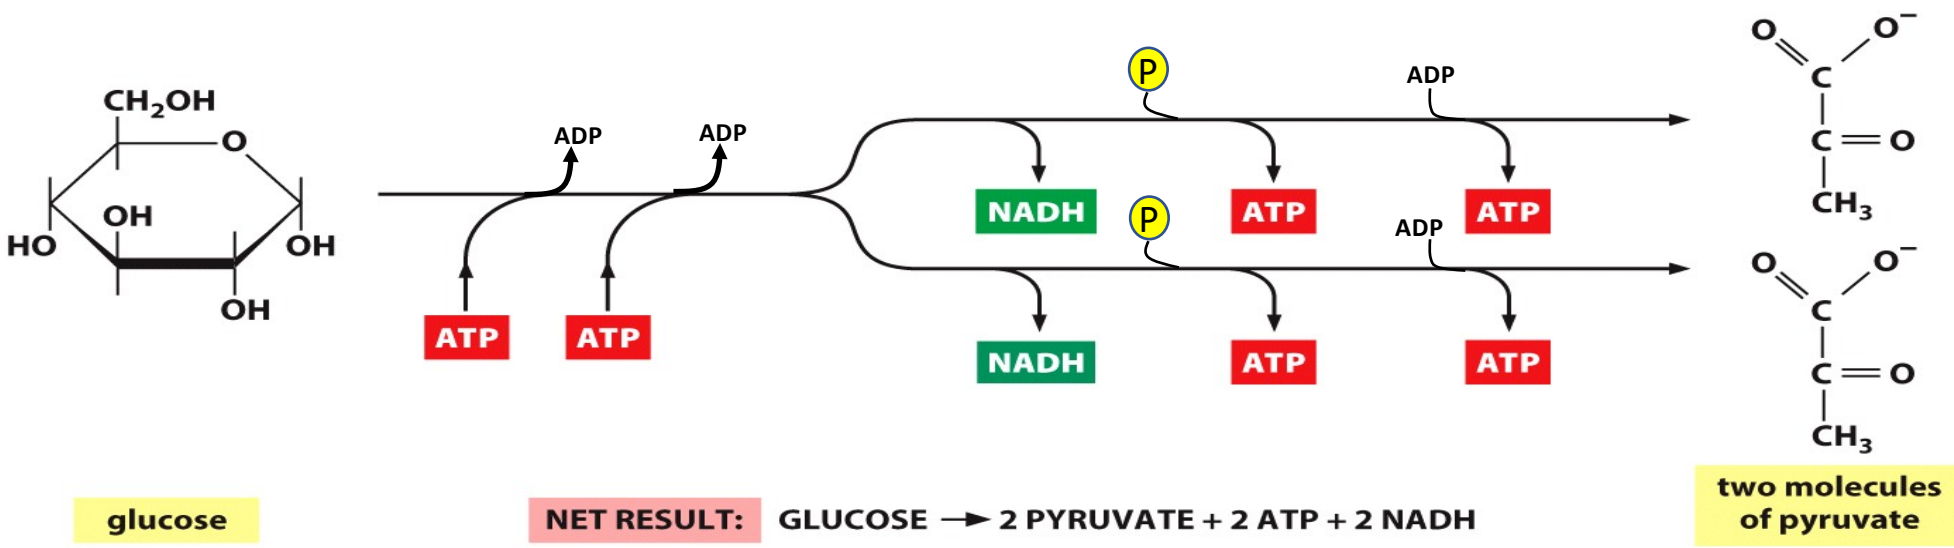 CH₂OH
O
HO
OH
OH
OH
glucose
ATP
ATP
ADP
ADP
P
ADP
NADH
ATP
ATP
P
ADP
NADH
ATP
ATP
O
O⁻
C
C=O
CH₃
O
O⁻
C
C=O
CH₃
two molecules
of pyruvate
NET RESULT: GLUCOSE → 2 PYRUVATE + 2 ATP + 2 NADH